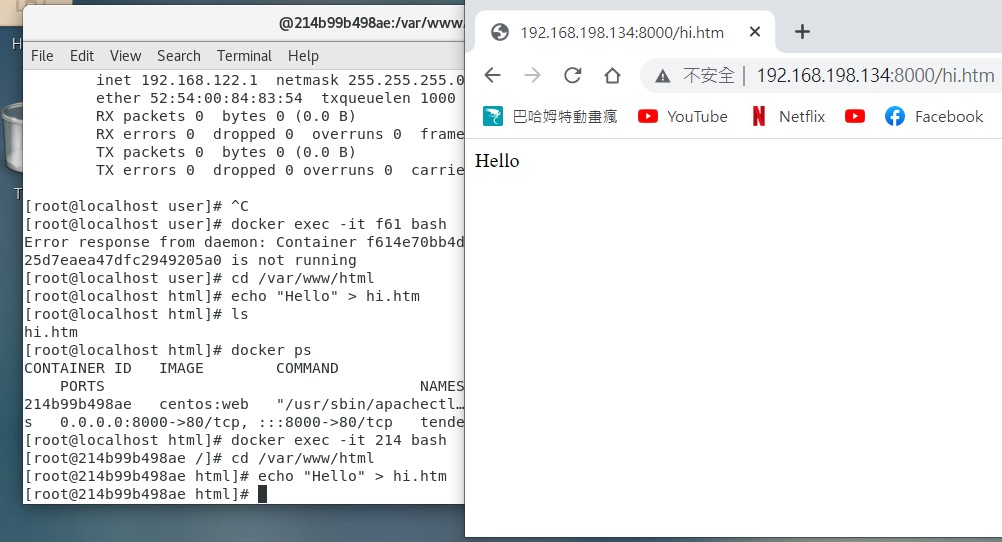 @214b99b498ae:/var/www/
File Edit View Search Terminal Help
inet 192.168.122.1 netmask 255.255.255.0
ether 52:54:00:84:83:54 txqueuelen 1000
RX packets 0 bytes 0 (0.0 B)
RX errors 0 dropped 0 overruns 0 frame
TX packets 0 bytes 0 (0.0 B)
TX errors 0 dropped 0 overruns 0 carrie
[root@localhost user]# ^C
[root@localhost user]# docker exec -it f61 bash
Error response from daemon: Container f614e70bb4d
25d7eaea47dfc2949205a0 is not running
[root@localhost user]# cd /var/www/html
[root@localhost html]# echo "Hello" > hi.htm
[root@localhost html]# ls
hi.htm
[root@localhost html]# docker ps
CONTAINER ID IMAGE COMMAND
PORTS NAMES
214b99b498ae centos:web "/usr/sbin/apachectl…
s 0.0.0.0:8000->80/tcp, :::8000->80/tcp tende
[root@localhost html]# docker exec -it 214 bash
[root@214b99b498ae /]# cd /var/www/html
[root@214b99b498ae html]# echo "Hello" > hi.htm
[root@214b99b498ae html]#
192.168.198.134:8000/hi.htm
不安全 | 192.168.198.134:8000/hi.htm
巴哈姆特動畫瘋 YouTube Netflix Facebook
Hello